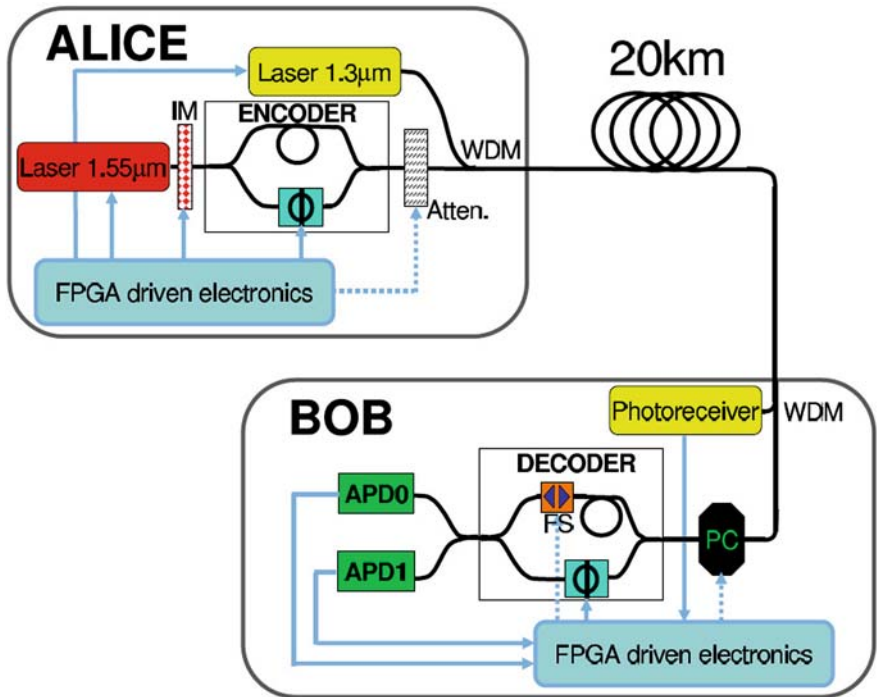 ALICE
Laser 1.3μm
20km
IM
ENCODER
WDM
Laser 1.55μm
Φ
Atten.
FPGA driven electronics
BOB
Photoreceiver
WDM
DECODER
APD0
FS
PC
APD1
Φ
FPGA driven electronics